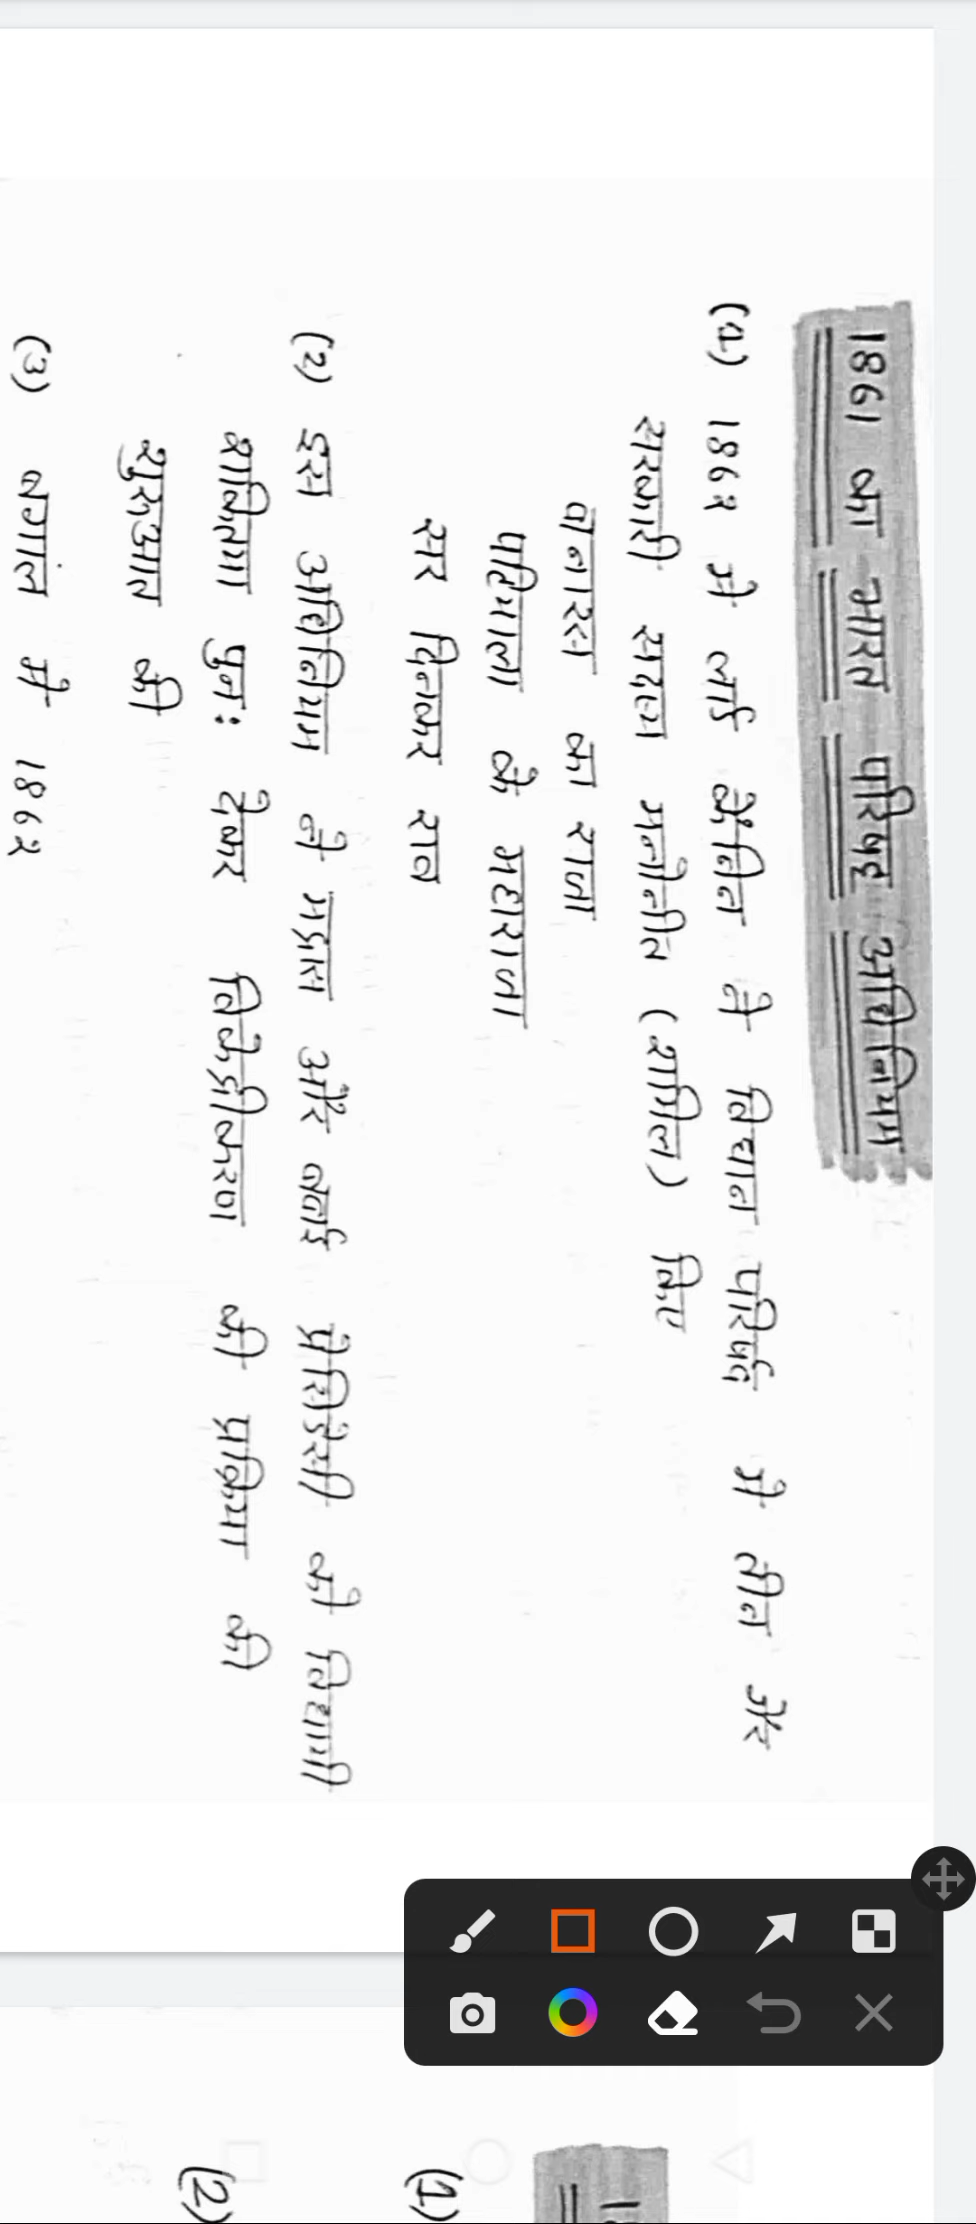 1861 का भारत परिषद अधिनियम
(1) 1862 में लार्ड कैनिन ने विधान परिषद में तीन गैर
सरकारी सदस्य मनोनीत (शामिल) किए
बनारस का राजा
पटियाला के महाराजा
सर दिनकर राव
(2) इस अधिनियम ने मद्रास और बंबई प्रेसिडेंसी को विधायी
शक्तिया पुनः देकर विकेंद्रीकरण की प्रक्रिया की
शुरुआत की
(3) बंगाल में 1862
(1)
(2)